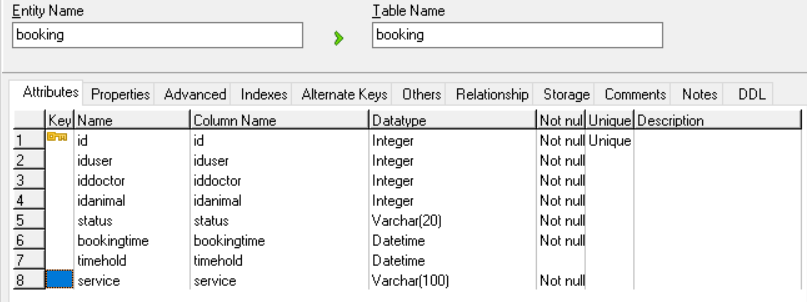 Entity Name Table Name
booking booking
Attributes Properties Advanced Indexes Alternate Keys Others Relationship Storage Comments Notes DDL
Key Name Column Name Datatype Not nul Unique Description
1 id id Integer Not null Unique
2 iduser iduser Integer Not null
3 iddoctor iddoctor Integer Not null
4 idanimal idanimal Integer Not null
5 status status Varchar(20) Not null
6 bookingtime bookingtime Datetime Not null
7 timehold timehold Datetime
8 service service Varchar(100) Not null